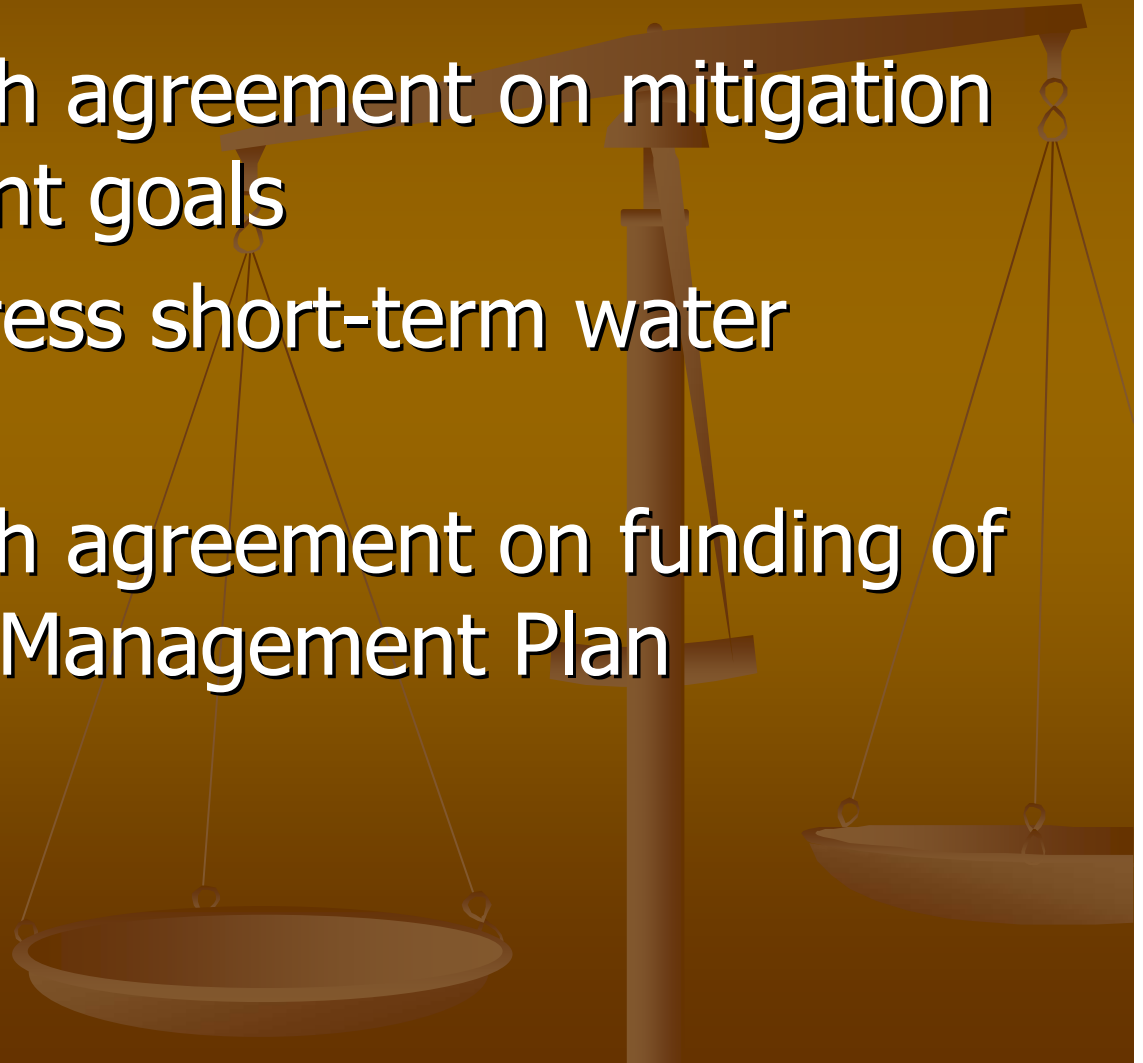 h agreement on mitigation
nt goals
ress short-term water
h agreement on funding of
Management Plan